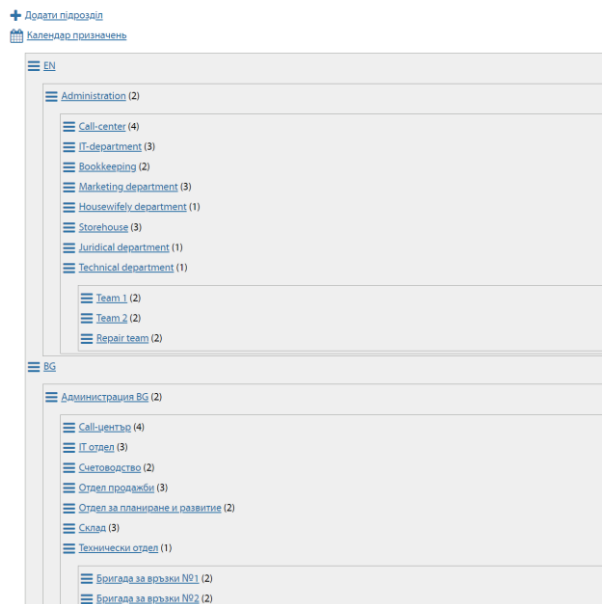 Додати підрозділ
Календар призначень
EN
Administration (2)
Call-center (4)
IT-department (3)
Bookkeeping (2)
Marketing department (3)
Housewifely department (1)
Storehouse (3)
Juridical department (1)
Technical department (1)
Team 1 (2)
Team 2 (2)
Repair team (2)
BG
Администрация BG (2)
Call-център (4)
IT отдел (3)
Счетоводство (2)
Отдел продажби (3)
Отдел за планиране и развитие (2)
Склад (3)
Технически отдел (1)
Бригада за връзки №1 (2)
Бригада за връзки №2 (2)